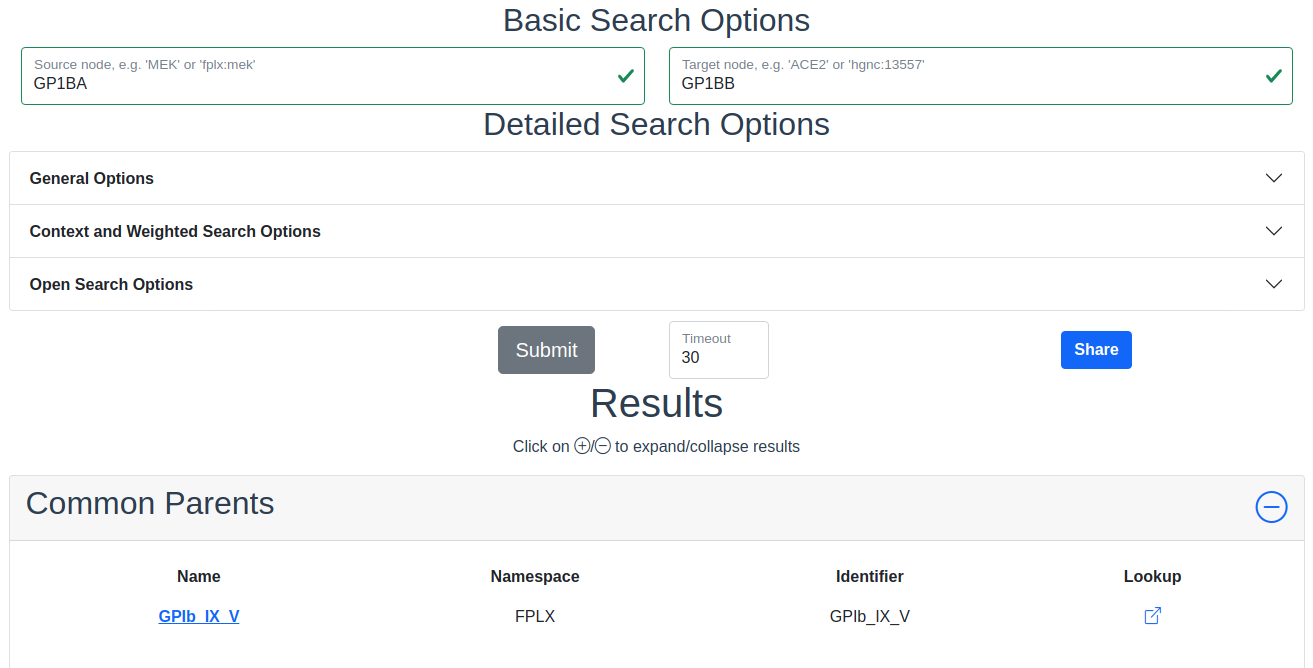 Basic Search Options
Source node, e.g. 'MEK' or 'fplx:mek'
GP1BA
Target node, e.g. 'ACE2' or 'hgnc:13557'
GP1BB
Detailed Search Options
General Options
Context and Weighted Search Options
Open Search Options
Submit
Timeout
30
Share
Results
Click on ⊕/⊖ to expand/collapse results
Common Parents
Name Namespace Identifier Lookup
GPIb_IX_V FPLX GPIb_IX_V